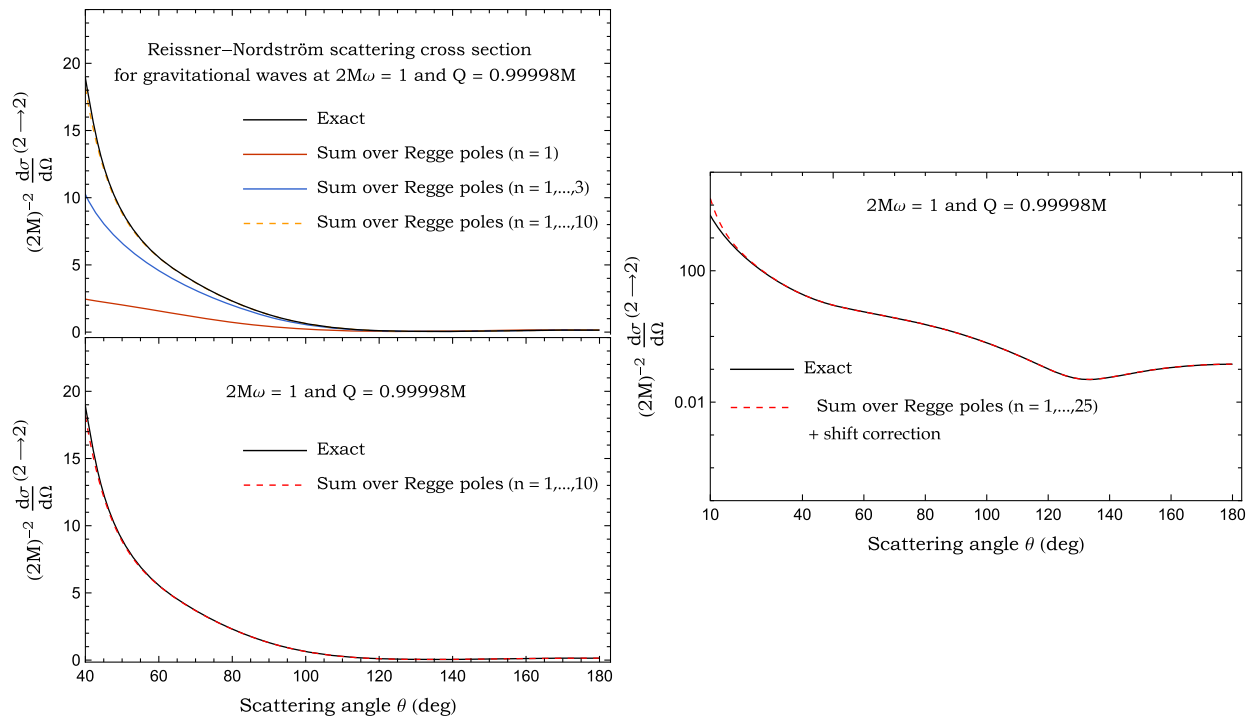 Reissner−Nordström scattering cross section
for gravitational waves at 2Mω = 1 and Q = 0.99998M
Exact
Sum over Regge poles (n = 1)
Sum over Regge poles (n = 1,...,3)
Sum over Regge poles (n = 1,...,10)
(2M)⁻² dσ/dΩ (2 ⟶ 2)
20
15
10
5
0
2Mω = 1 and Q = 0.99998M
Exact
Sum over Regge poles (n = 1,...,10)
(2M)⁻² dσ/dΩ (2 ⟶ 2)
20
15
10
5
0
40 60 80 100 120 140 160 180
Scattering angle θ (deg)
2Mω = 1 and Q = 0.99998M
(2M)⁻² dσ/dΩ (2 ⟶ 2)
100
0.01
Exact
Sum over Regge poles (n = 1,...,25)
+ shift correction
10 40 60 80 100 120 140 160 180
Scattering angle θ (deg)